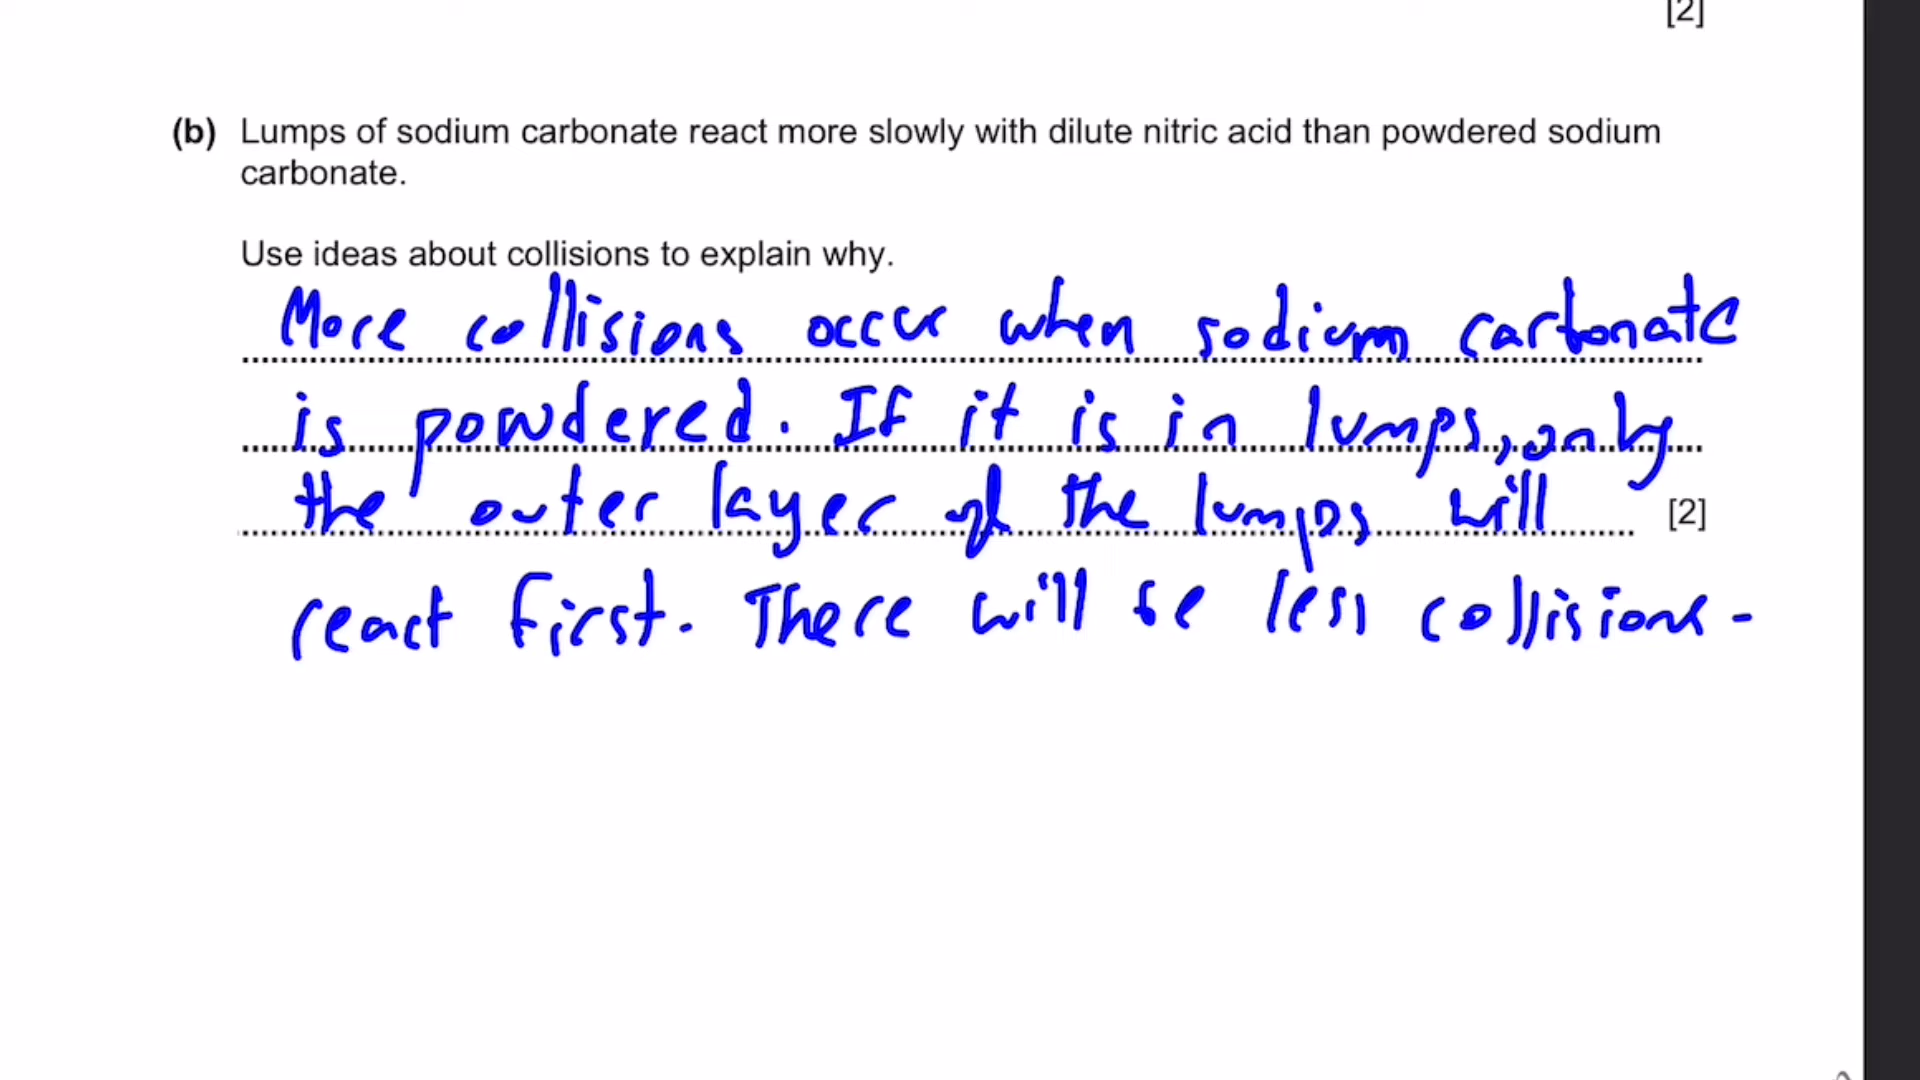 [2]
(b) Lumps of sodium carbonate react more slowly with dilute nitric acid than powdered sodium
carbonate.
Use ideas about collisions to explain why.
More collisions occur when sodium carbonate
is powdered. If it is in lumps, only
the outer layer of the lumps will [2]
react first. There will be less collisions.